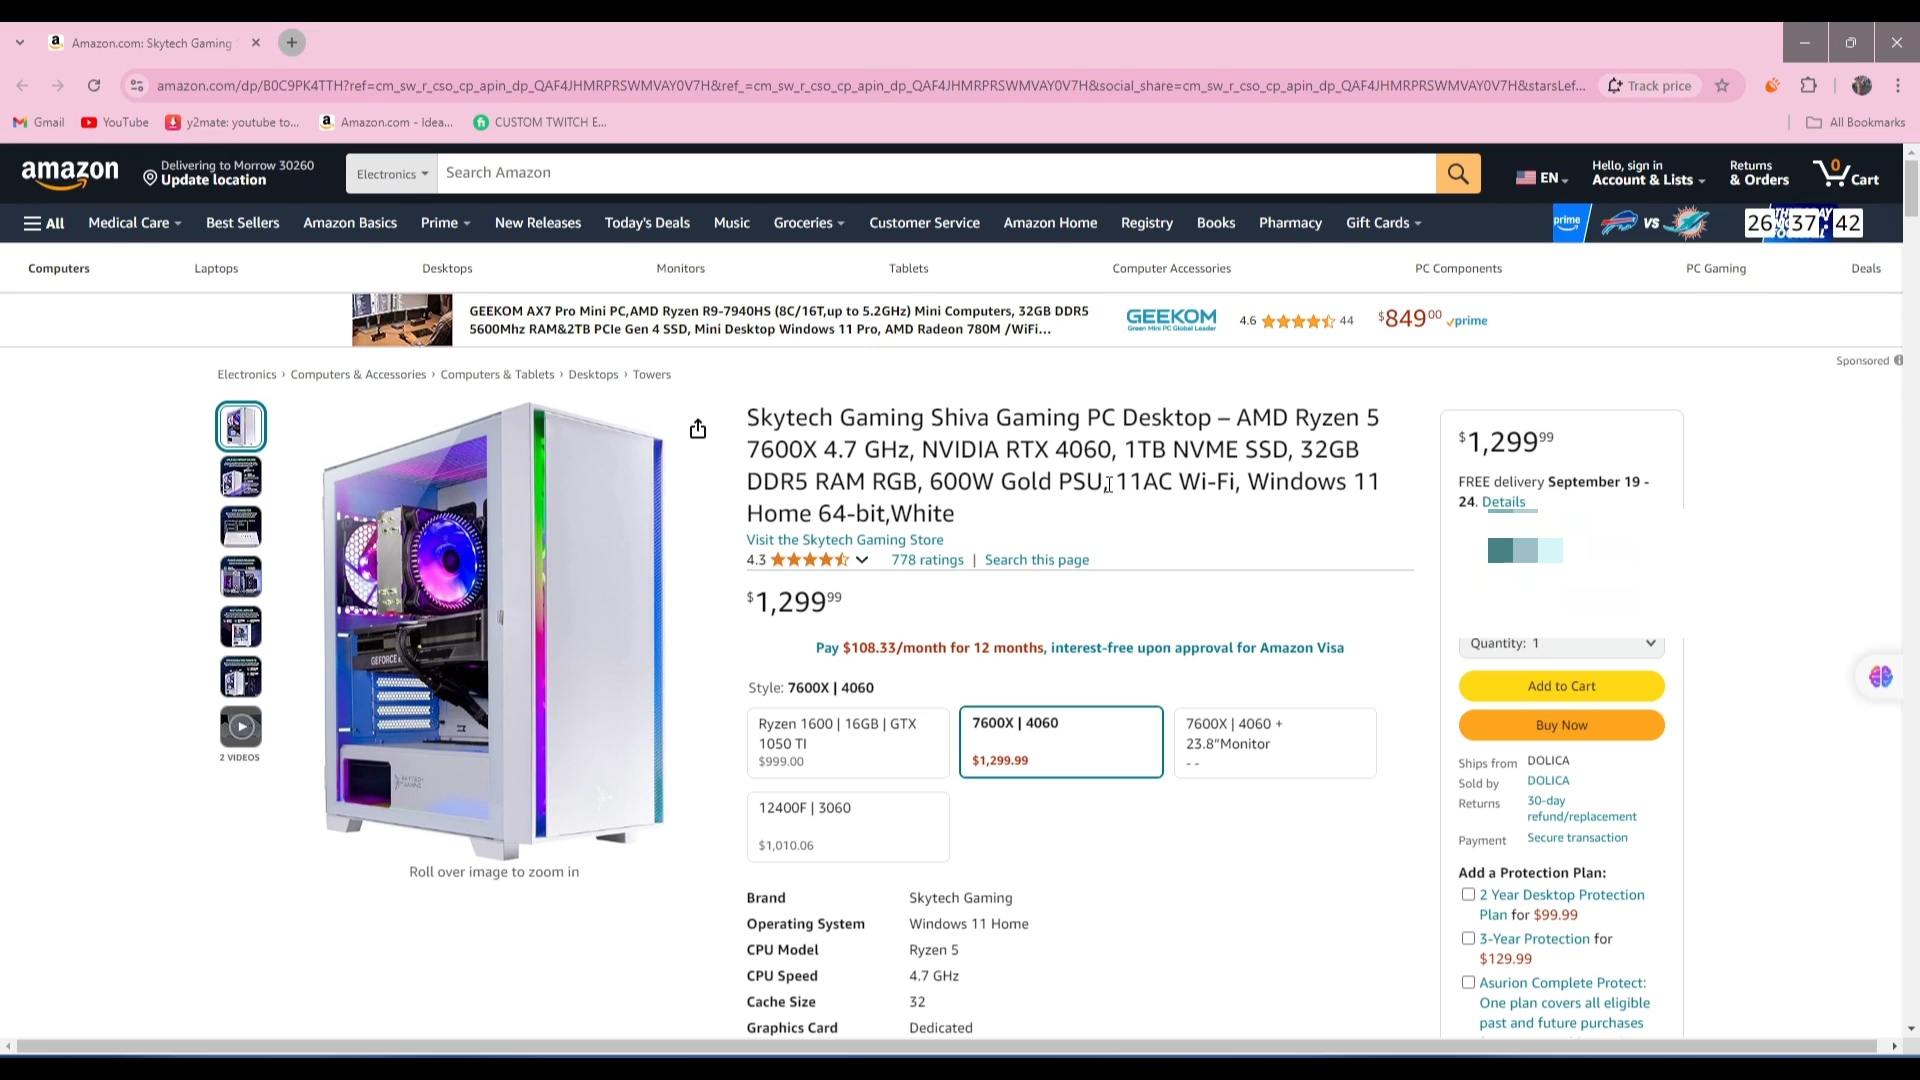 Amazon.com: Skytech Gaming
amazon.com/dp/B0C9PK4TTH?ref=cm_sw_r_cso_cp_apin_dp_QAF4JHMRPRSWMVAY0V7H&ref_=cm_sw_r_cso_cp_apin_dp_QAF4JHMRPRSWMVAY0V7H&social_share=cm_sw_r_cso_cp_apin_dp_QAF4JHMRPRSWMVAY0V7H&starsLef...
Track price
Gmail YouTube y2mate: youtube to... Amazon.com - Idea... CUSTOM TWITCH E... All Bookmarks
amazon
Delivering to Morrow 30260
Update location
Electronics
Search Amazon
EN
Hello, sign in
Account & Lists
Returns
& Orders
0
Cart
All Medical Care Best Sellers Amazon Basics Prime New Releases Today's Deals Music Groceries Customer Service Amazon Home Registry Books Pharmacy Gift Cards
prime VS 26 : 37 : 42
Computers Laptops Desktops Monitors Tablets Computer Accessories PC Components PC Gaming Deals
GEEKOM AX7 Pro Mini PC,AMD Ryzen R9-7940HS (8C/16T,up to 5.2GHz) Mini Computers, 32GB DDR5
5600Mhz RAM&2TB PCIe Gen 4 SSD, Mini Desktop Windows 11 Pro, AMD Radeon 780M /WiFi...
GEEKOM
Green Mini PC Global Leader
4.6 44 $849 00 prime
Sponsored
Electronics › Computers & Accessories › Computers & Tablets › Desktops › Towers
Skytech Gaming Shiva Gaming PC Desktop – AMD Ryzen 5
7600X 4.7 GHz, NVIDIA RTX 4060, 1TB NVME SSD, 32GB
DDR5 RAM RGB, 600W Gold PSU, 11AC Wi-Fi, Windows 11
Home 64-bit,White
Visit the Skytech Gaming Store
4.3 778 ratings | Search this page
$1,299 99
Pay $108.33/month for 12 months, interest-free upon approval for Amazon Visa
Style: 7600X | 4060
Ryzen 1600 | 16GB | GTX
1050 TI
$999.00
7600X | 4060
$1,299.99
7600X | 4060 +
23.8"Monitor
- -
12400F | 3060
$1,010.06
Brand Skytech Gaming
Operating System Windows 11 Home
CPU Model Ryzen 5
CPU Speed 4.7 GHz
Cache Size 32
Graphics Card Dedicated
GEFORCE
SKYTECH
GAMING
2 VIDEOS
Roll over image to zoom in
$1,299 99
FREE delivery September 19 -
24. Details
Quantity: 1
Add to Cart
Buy Now
Ships from DOLICA
Sold by DOLICA
Returns 30-day
refund/replacement
Payment Secure transaction
Add a Protection Plan:
2 Year Desktop Protection
Plan for $99.99
3-Year Protection for
$129.99
Asurion Complete Protect:
One plan covers all eligible
past and future purchases